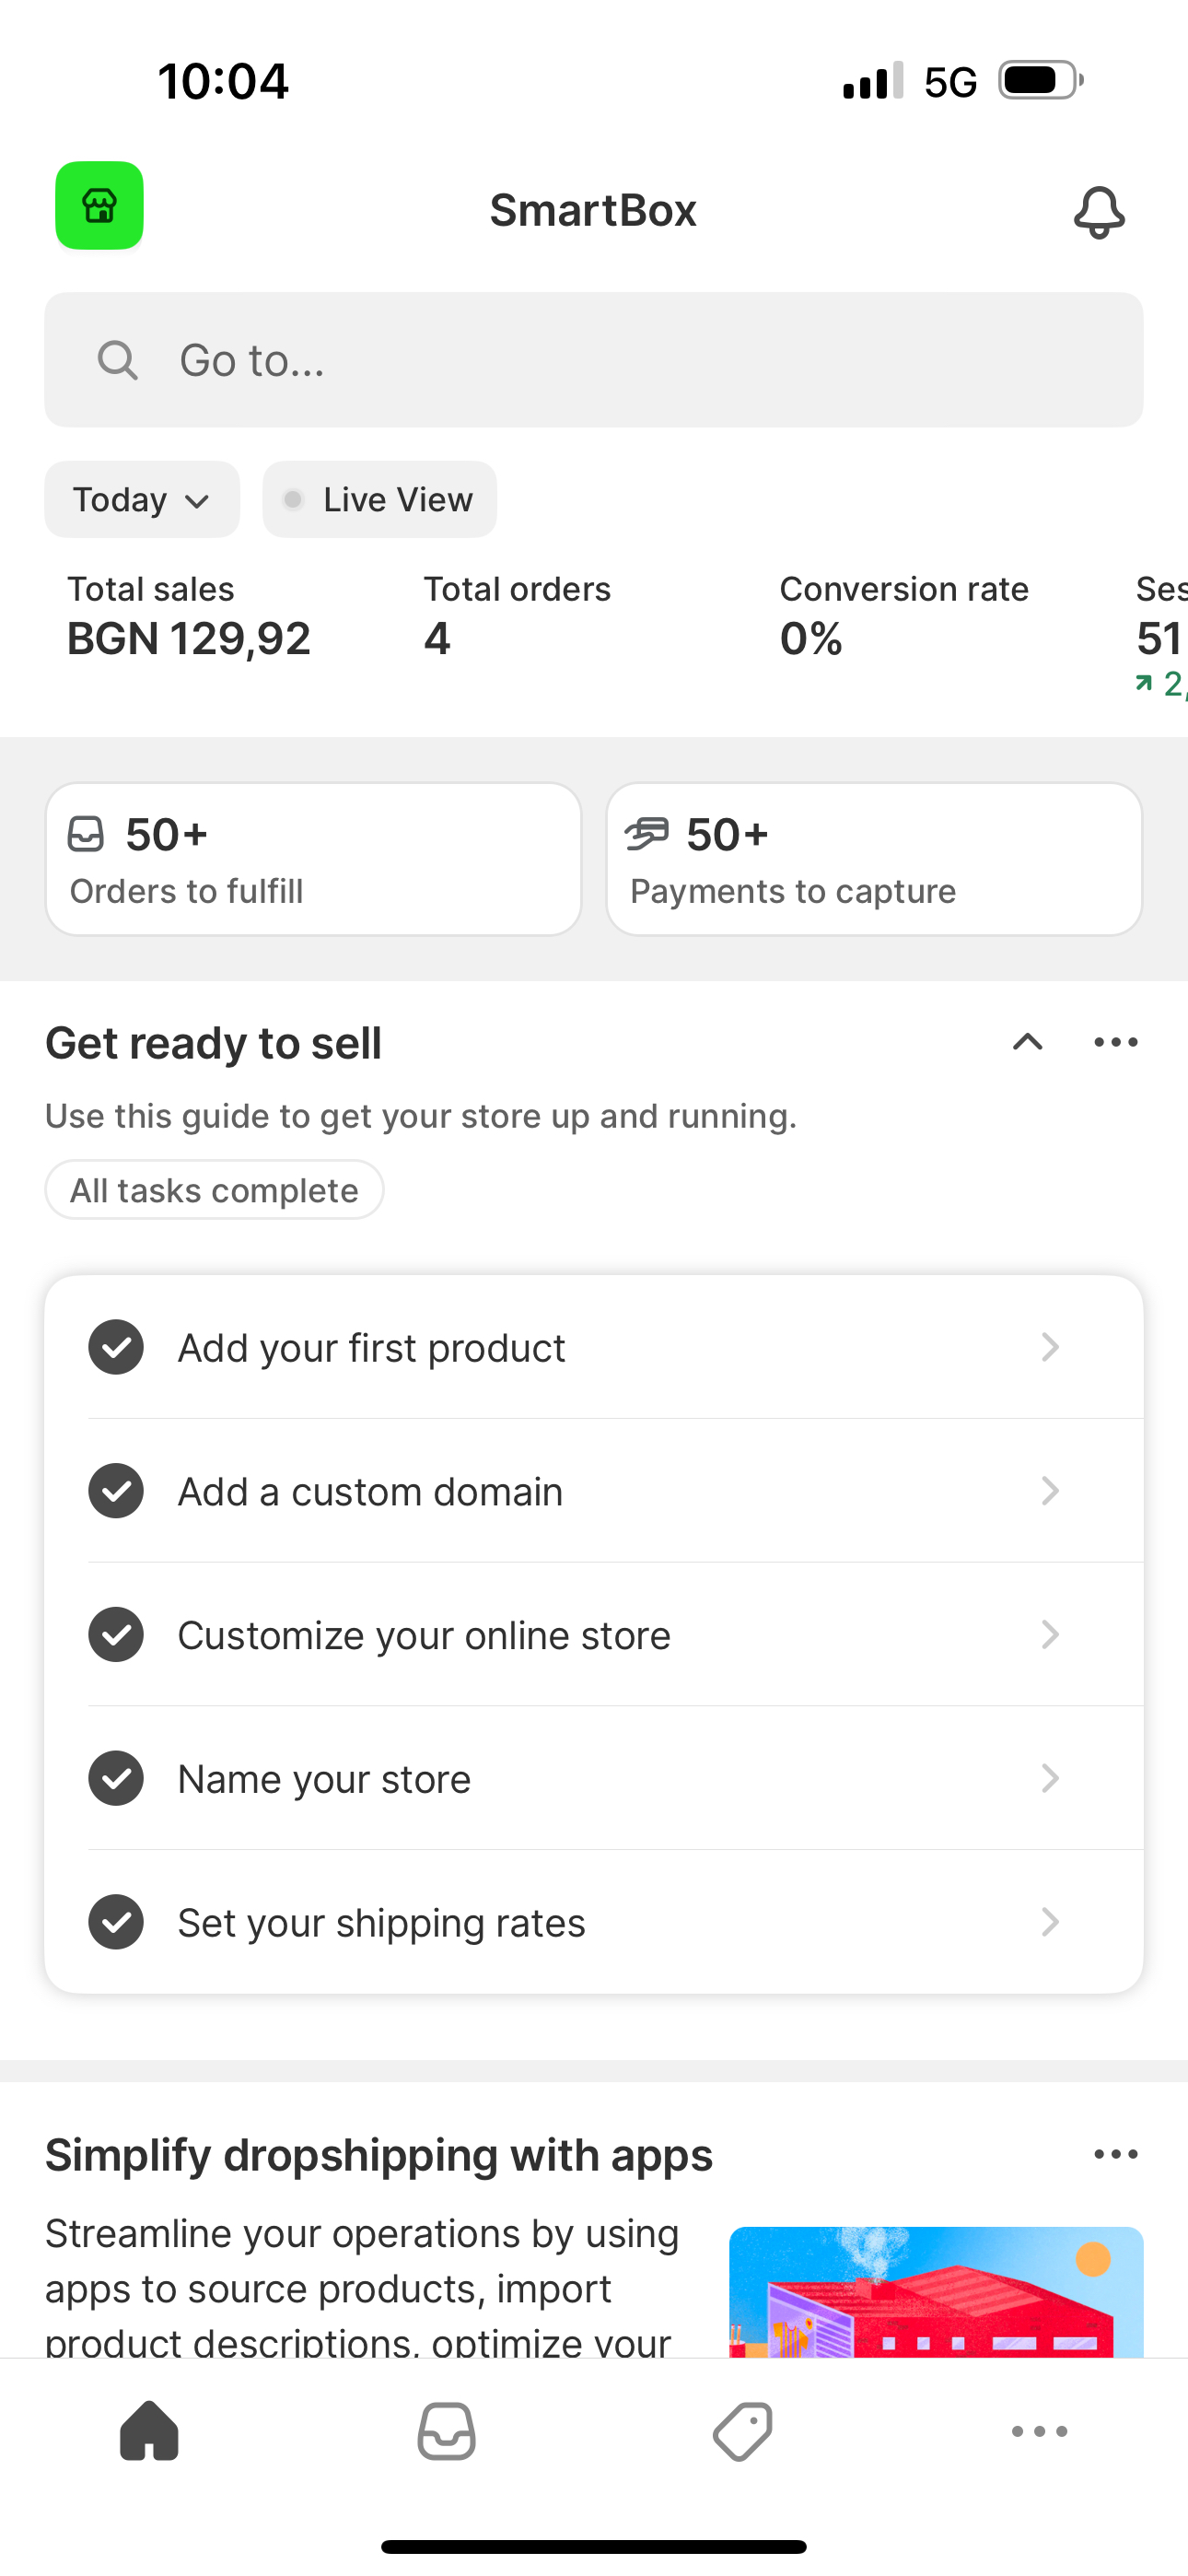 10:04
5G
SmartBox
Go to...
Today
Live View
Total sales
Total orders
Conversion rate
BGN 129,92
4
0%
51
50+
Orders to fulfill
50+
Payments to capture
Get ready to sell
Use this guide to get your store up and running.
All tasks complete
Add your first product
Add a custom domain
Customize your online store
Name your store
Set your shipping rates
Simplify dropshipping with apps
Streamline your operations by using
apps to source products, import
product descriptions, optimize your